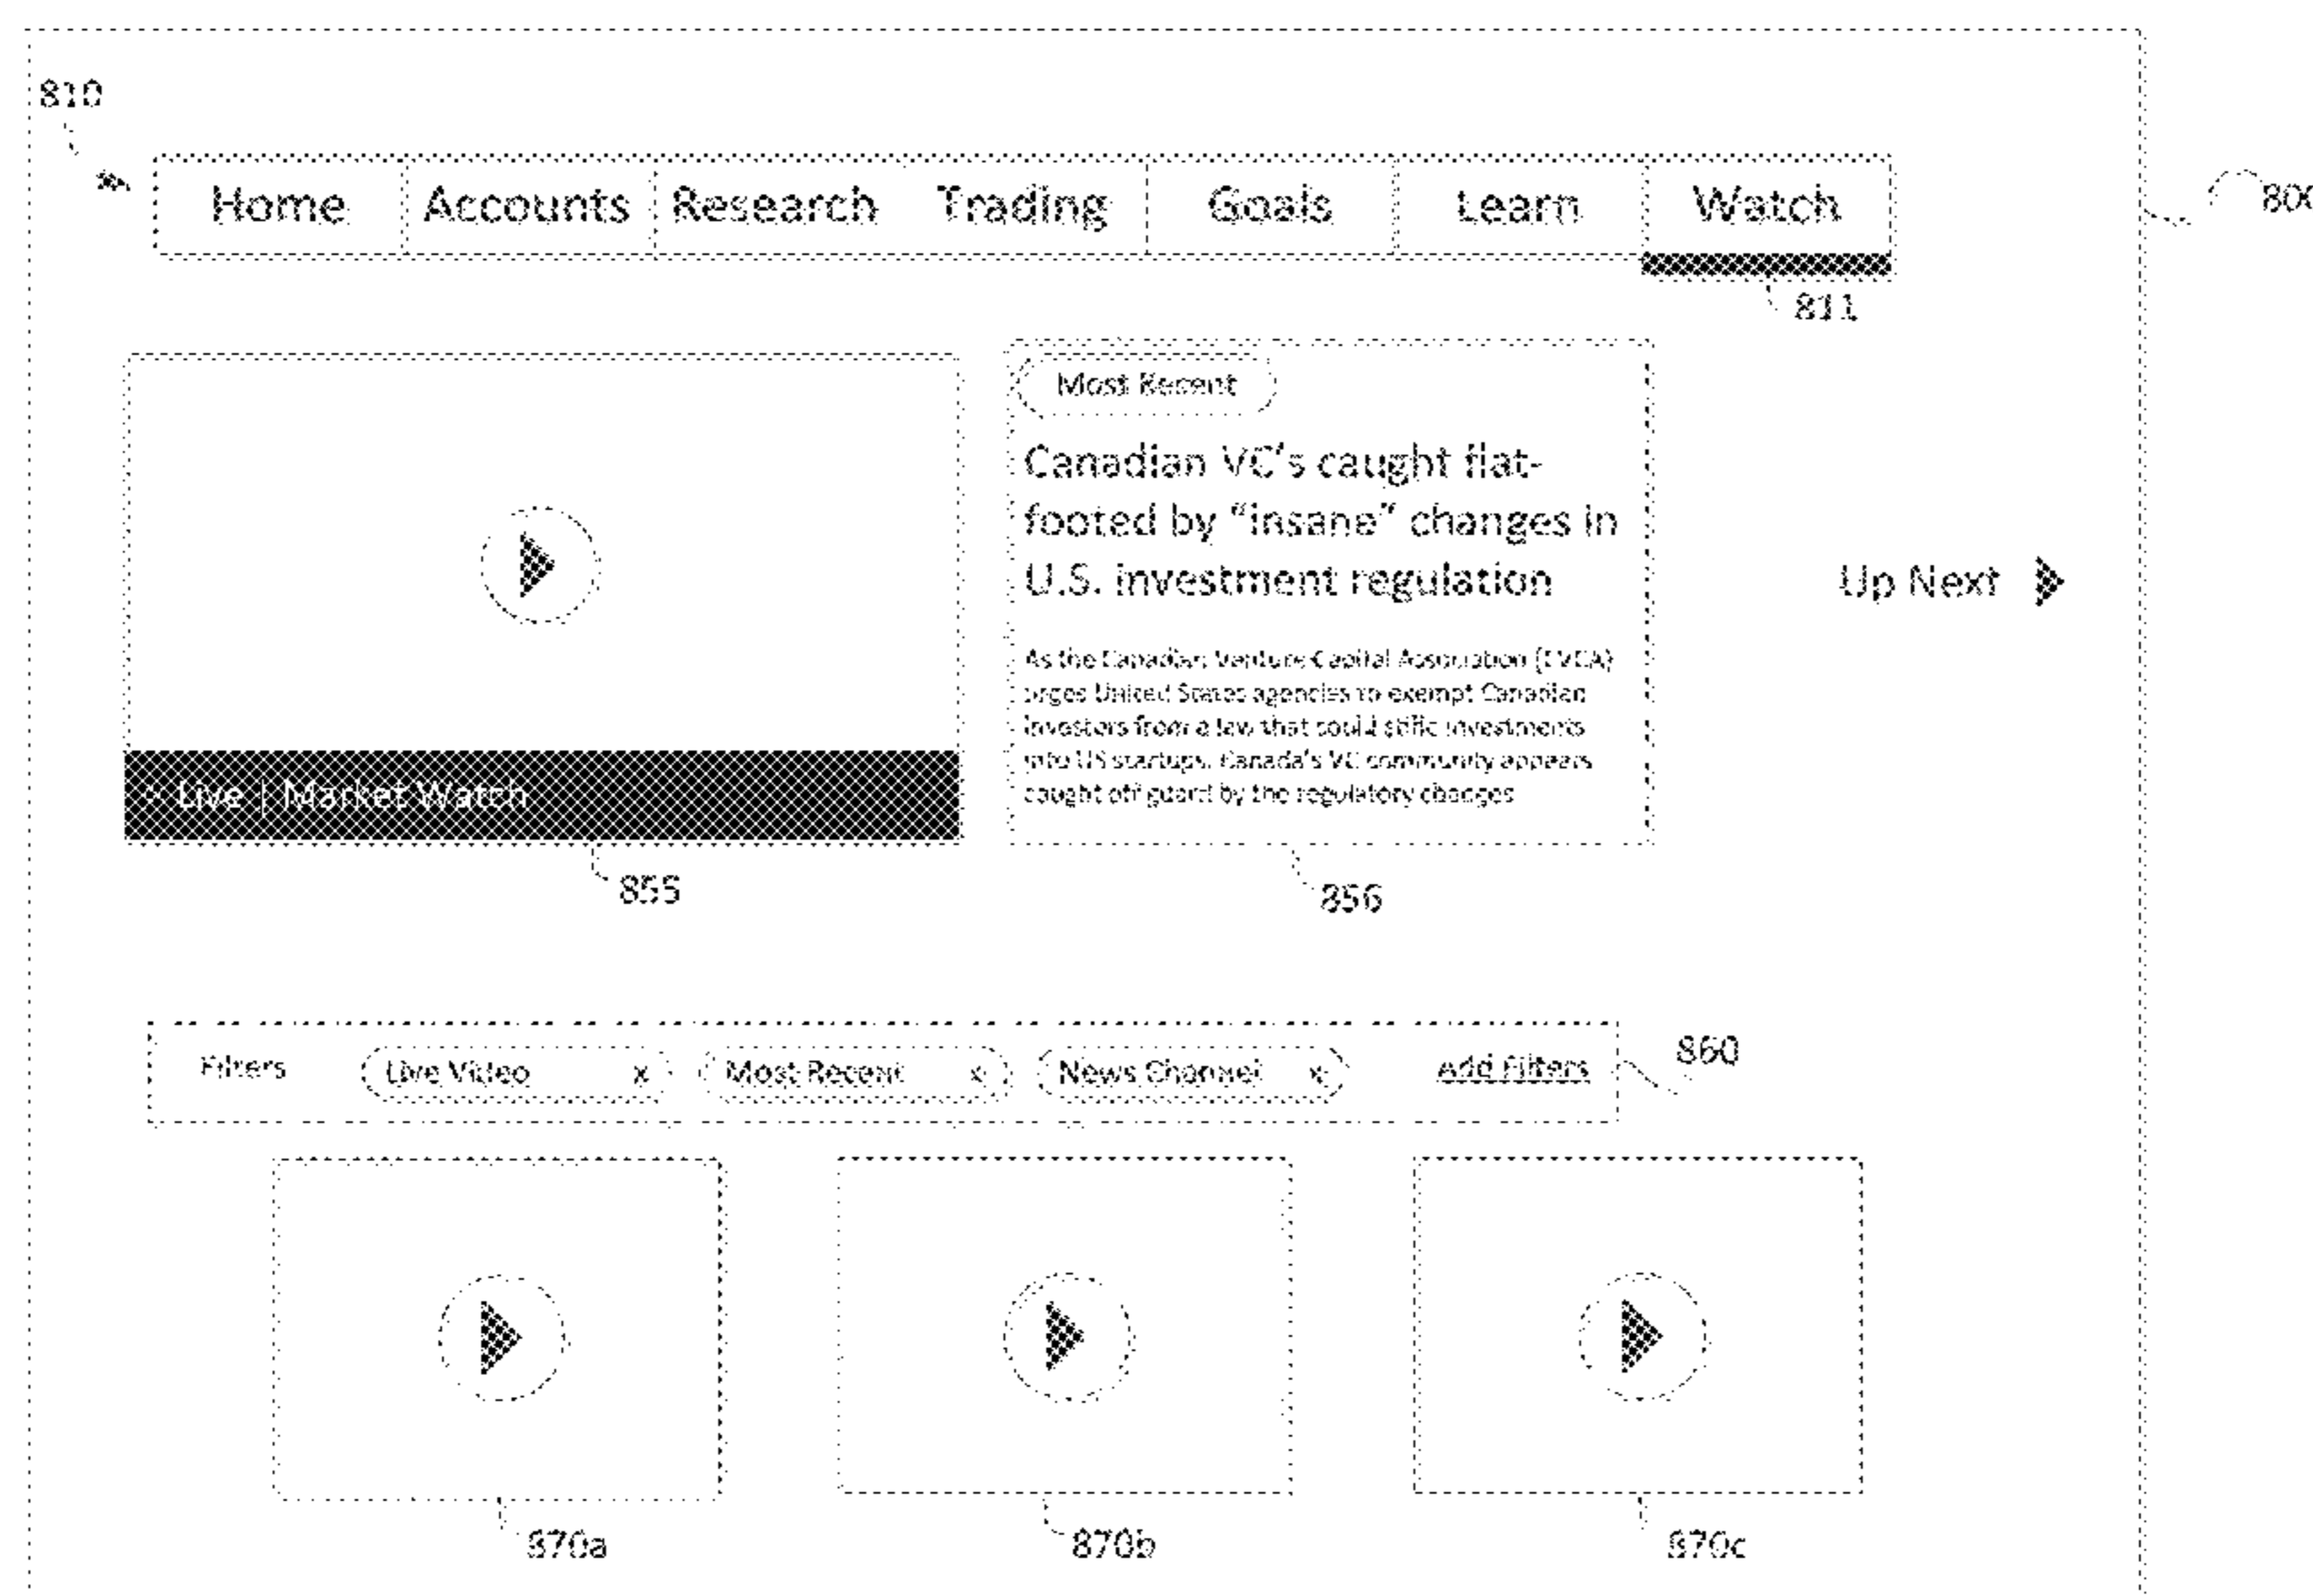 810
Home Accounts Research Trading Goals Learn Watch
800
811
Most Recent
Canadian VC's caught flat-
footed by "insane" changes in
U.S. investment regulation
Up Next
As the Canadian Venture Capital Association (CVCA)
urges United States agencies to exempt Canadian
investors from a law that could stifle investments
into US startups, Canada's VC community appears
caught off guard by the regulatory changes
Live | Market Watch
855
856
Filters Live Video x Most Recent x News Channel x Add Filters
860
870a 870b 870c